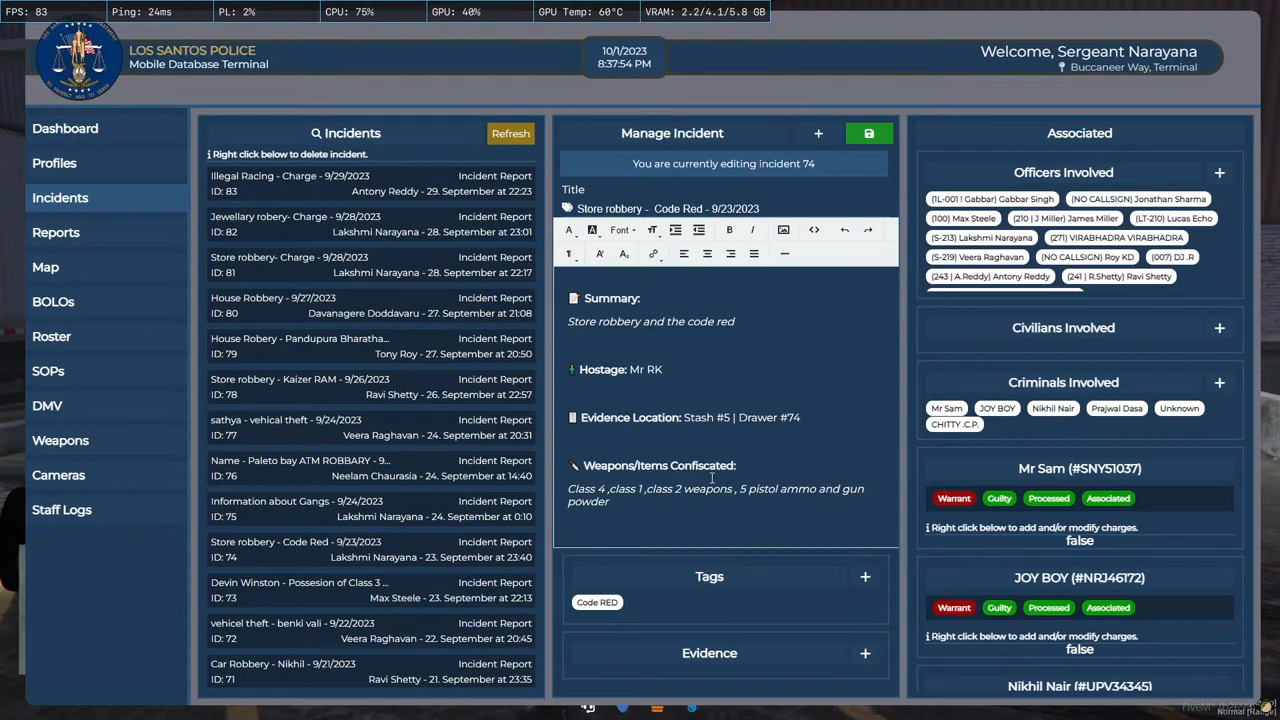 FPS: 83 Ping: 24ms PL: 2% CPU: 75% GPU: 40% GPU Temp: 60°C VRAM: 2.2/4.1/5.8 GB
LOS SANTOS POLICE
Mobile Database Terminal
10/1/2023
8:37:54 PM
Welcome, Sergeant Narayana
Buccaneer Way, Terminal
Dashboard
Profiles
Incidents
Reports
Map
BOLOs
Roster
SOPs
DMV
Weapons
Cameras
Staff Logs
Incidents
Refresh
Right click below to delete incident.
Illegal Racing - Charge - 9/29/2023 Incident Report
ID: 83 Antony Reddy - 29. September at 22:23
Jewellary robery- Charge - 9/28/2023 Incident Report
ID: 82 Lakshmi Narayana - 28. September at 23:01
Store robbery- Charge - 9/28/2023 Incident Report
ID: 81 Lakshmi Narayana - 28. September at 22:17
House Robbery - 9/27/2023 Incident Report
ID: 80 Davanagere Doddavaru - 27. September at 21:08
House Robery - Pandupura Bharatha... Incident Report
ID: 79 Tony Roy - 27. September at 20:50
Store robbery - Kaizer RAM - 9/26/2023 Incident Report
ID: 78 Ravi Shetty - 26. September at 22:57
sathya - vehical theft - 9/24/2023 Incident Report
ID: 77 Veera Raghavan - 24. September at 20:31
Name - Paleto bay ATM ROBBARY - 9... Incident Report
ID: 76 Neelam Chaurasia - 24. September at 14:40
Information about Gangs - 9/24/2023 Incident Report
ID: 75 Lakshmi Narayana - 24. September at 0:10
Store robbery - Code Red - 9/23/2023 Incident Report
ID: 74 Lakshmi Narayana - 23. September at 23:40
Devin Winston - Possesion of Class 3 ... Incident Report
ID: 73 Max Steele - 23. September at 22:13
vehicel theft - benki vali - 9/22/2023 Incident Report
ID: 72 Veera Raghavan - 22. September at 20:45
Car Robbery - Nikhil - 9/21/2023 Incident Report
ID: 71 Ravi Shetty - 21. September at 23:35
Manage Incident
You are currently editing incident 74
Title
Store robbery - Code Red - 9/23/2023
Font
Summary:
Store robbery and the code red
Hostage: Mr RK
Evidence Location: Stash #5 | Drawer #74
Weapons/Items Confiscated:
Class 4 ,class 1 ,class 2 weapons , 5 pistol ammo and gun
powder
Tags
Code RED
Evidence
Associated
Officers Involved
(1L-001 ! Gabbar) Gabbar Singh (NO CALLSIGN) Jonathan Sharma
(100) Max Steele (210 | J Miller) James Miller (LT-210) Lucas Echo
(S-213) Lakshmi Narayana (271) VIRABHADRA VIRABHADRA
(S-219) Veera Raghavan (NO CALLSIGN) Roy KD (007) DJ .R
(243 | A.Reddy) Antony Reddy (241 | R.Shetty) Ravi Shetty
Civilians Involved
Criminals Involved
Mr Sam JOY BOY Nikhil Nair Prajwal Dasa Unknown
CHITTY .C.P.
Mr Sam (#SNY51037)
Warrant Guilty Processed Associated
Right click below to add and/or modify charges.
false
JOY BOY (#NRJ46172)
Warrant Guilty Processed Associated
Right click below to add and/or modify charges.
false
Nikhil Nair (#UPV34345)
Normal [Range]